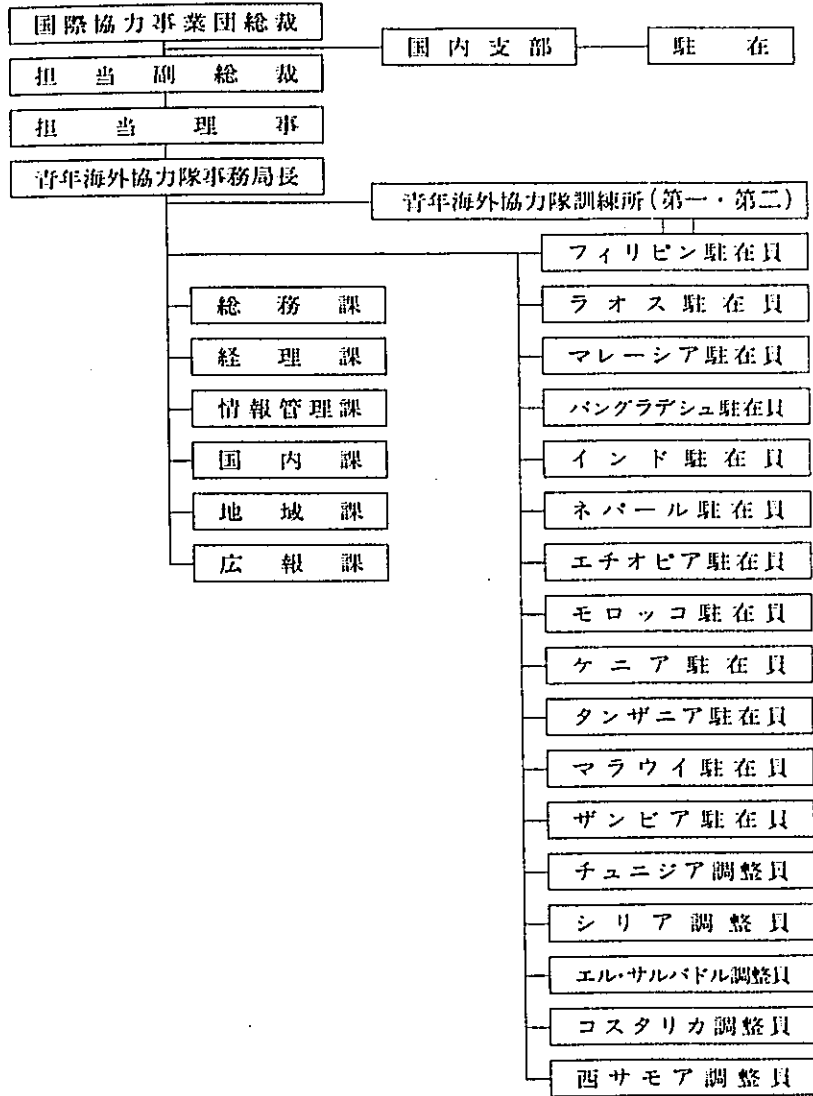 国際協力事業団総裁
国内支部
駐在
担当副総裁
担当理事
青年海外協力隊事務局長
青年海外協力隊訓練所(第一・第二)
フィリピン駐在員
ラオス駐在員
マレーシア駐在員
バングラデシュ駐在員
インド駐在員
ネパール駐在員
エチオピア駐在員
モロッコ駐在員
ケニア駐在員
タンザニア駐在員
マラウイ駐在員
ザンビア駐在員
チュニジア調整員
シリア調整員
エル・サルバドル調整員
コスタリカ調整員
西サモア調整員
総務課
経理課
情報管理課
国内課
地域課
広報課